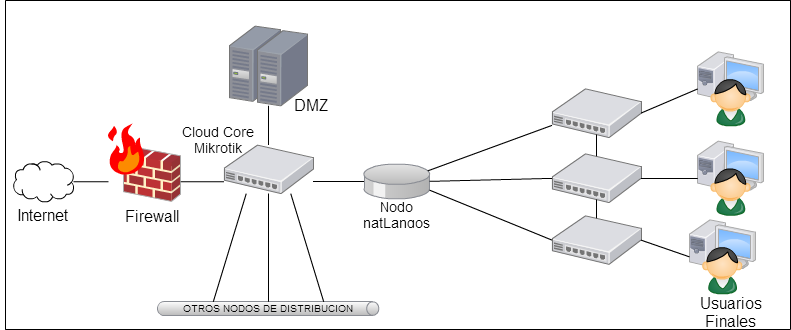 DMZ
Cloud Core
Mikrotik
Internet
Firewall
Nodo
natLangos
OTROS NODOS DE DISTRIBUCION
Usuarios
Finales